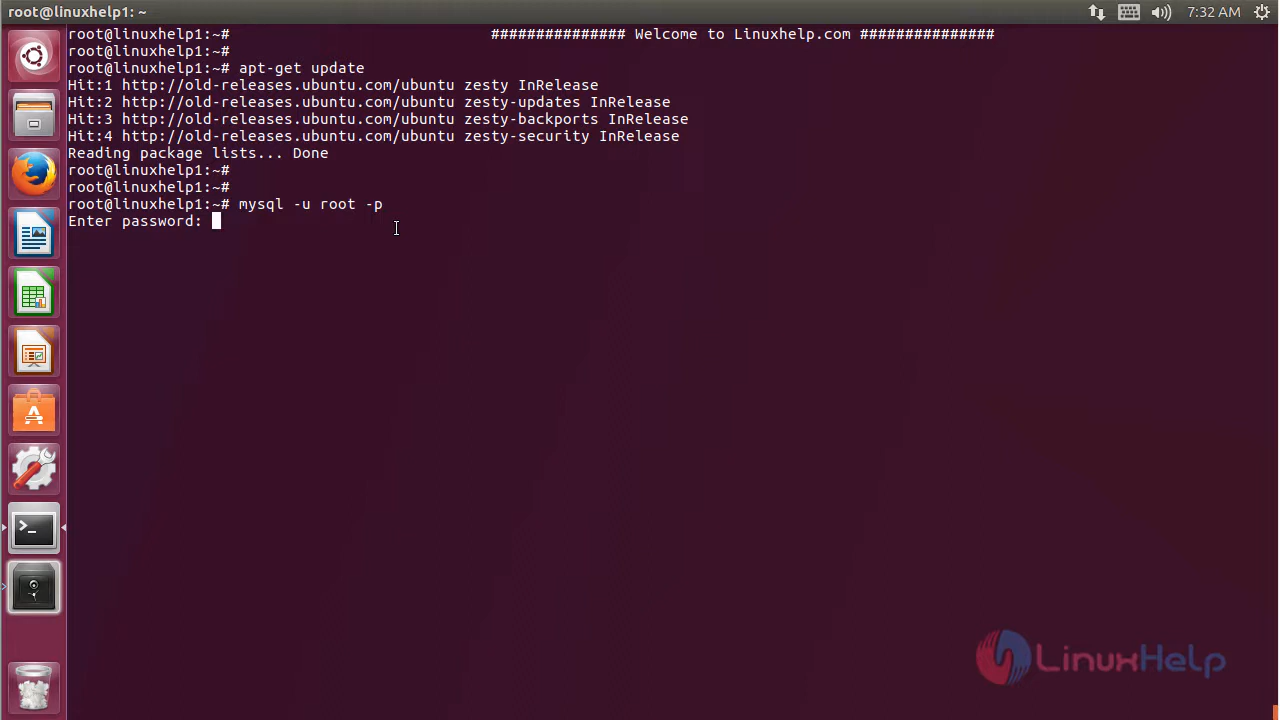 root@linuxhelp1: ~
7:32 AM
root@linuxhelp1:~# ############### Welcome to Linuxhelp.com ###############
root@linuxhelp1:~#
root@linuxhelp1:~# apt-get update
Hit:1 http://old-releases.ubuntu.com/ubuntu zesty InRelease
Hit:2 http://old-releases.ubuntu.com/ubuntu zesty-updates InRelease
Hit:3 http://old-releases.ubuntu.com/ubuntu zesty-backports InRelease
Hit:4 http://old-releases.ubuntu.com/ubuntu zesty-security InRelease
Reading package lists... Done
root@linuxhelp1:~#
root@linuxhelp1:~#
root@linuxhelp1:~# mysql -u root -p
Enter password:
LinuxHelp